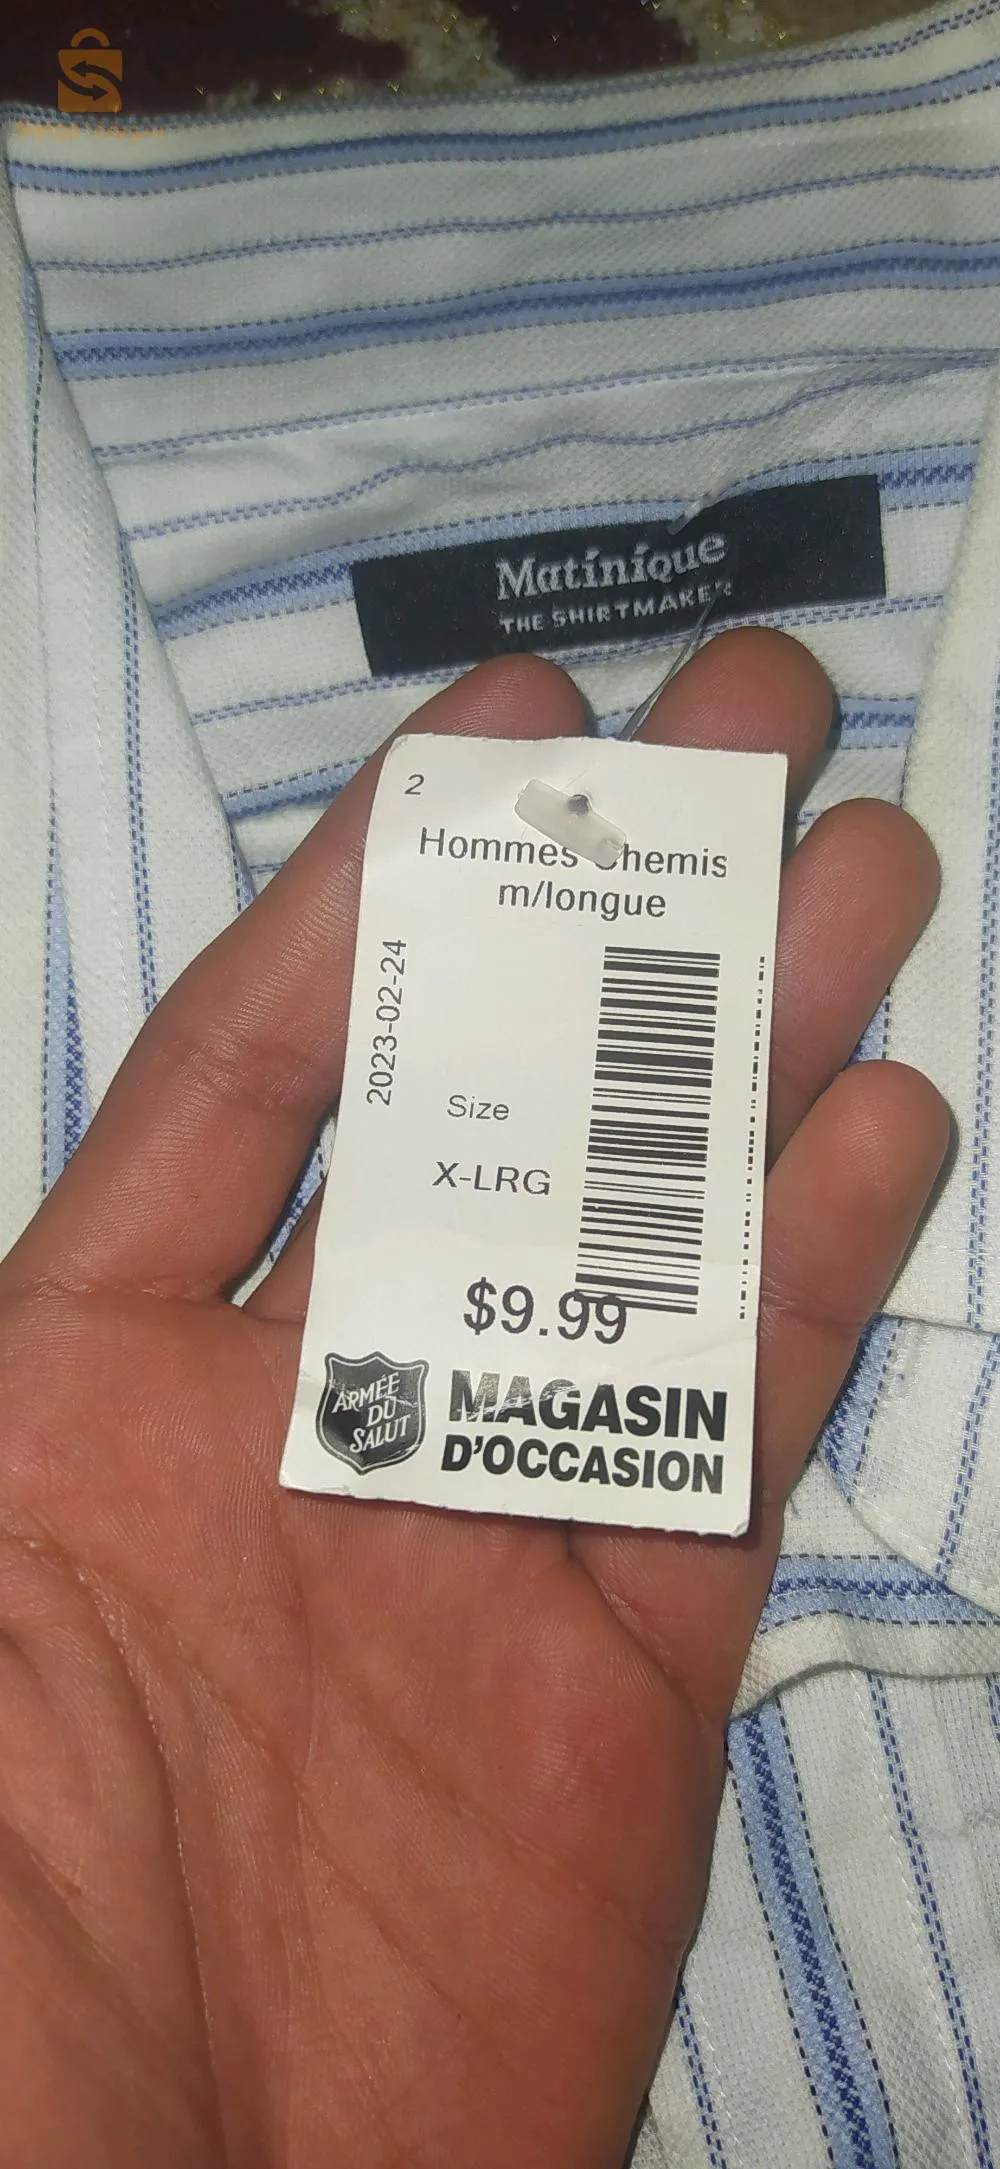 Matinique
THE SHIRTMAKER
2
Hommes Chemis
m/longue
2023-02-24
Size
X-LRG
$9.99
ARMÉE
DU
SALUT
MAGASIN
D'OCCASION